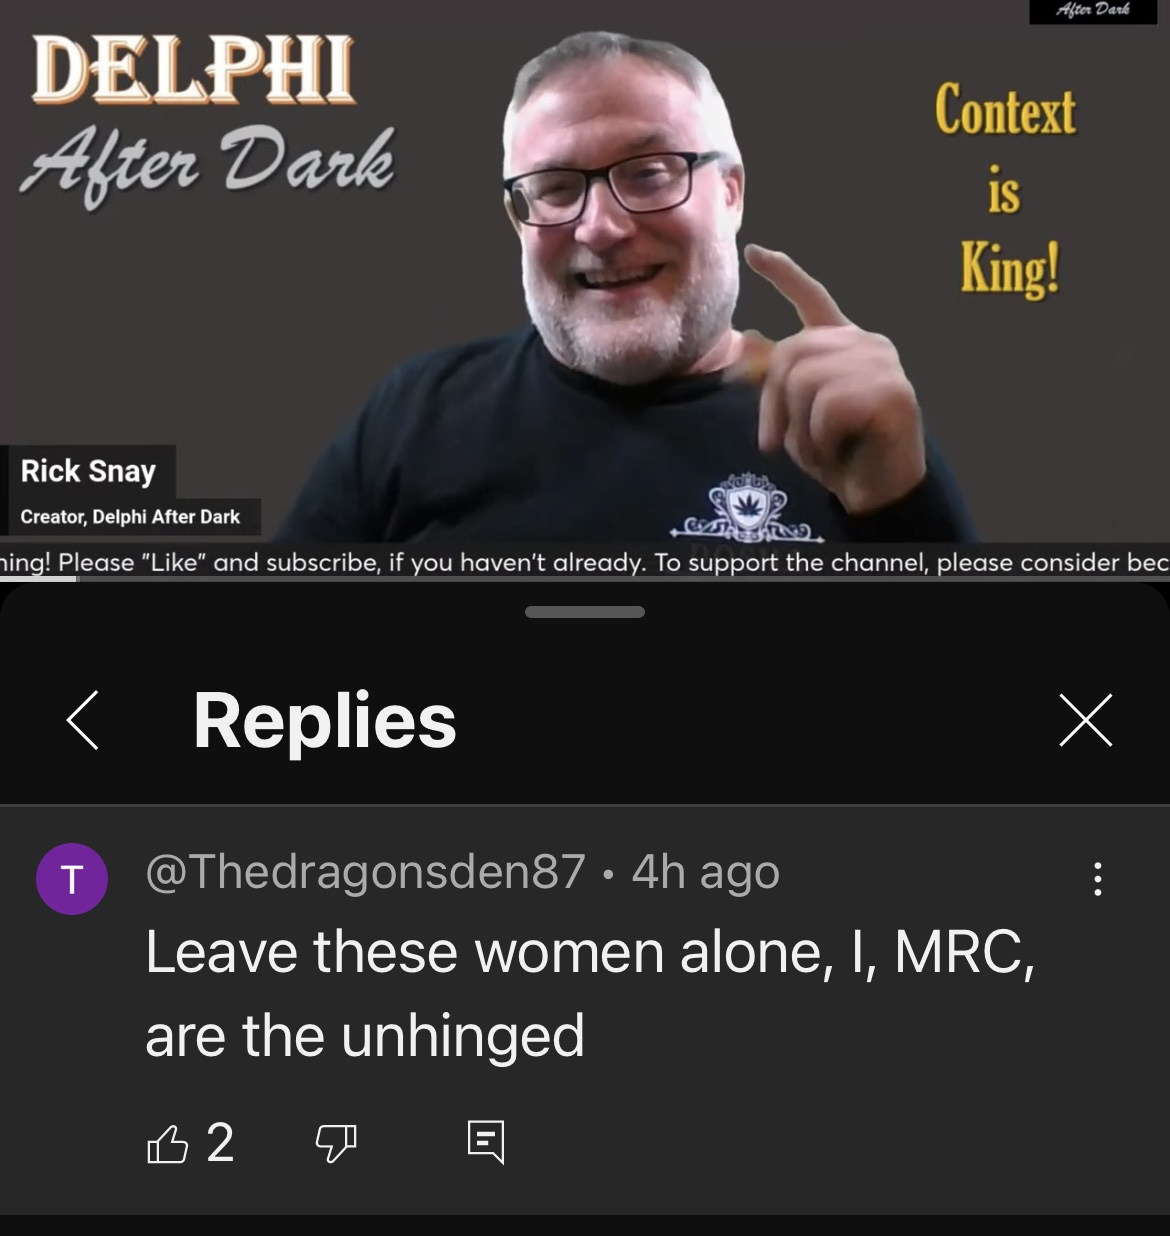 After Dark
DELPHI
After Dark
Context
is
King!
Rick Snay
Creator, Delphi After Dark
ning! Please "Like" and subscribe, if you haven't already. To support the channel, please consider bec
Replies
T
@Thedragonsden87 • 4h ago
Leave these women alone, I, MRC,
are the unhinged
2